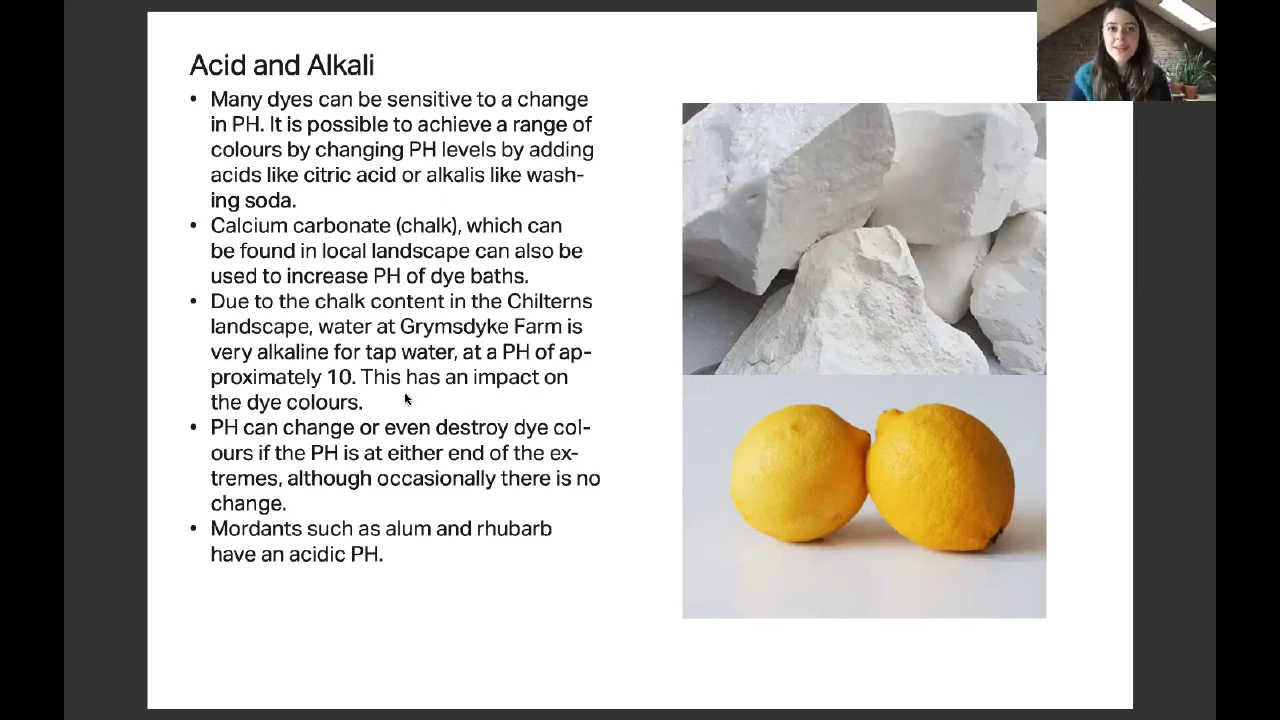 Acid and Alkali
• Many dyes can be sensitive to a change
in PH. It is possible to achieve a range of
colours by changing PH levels by adding
acids like citric acid or alkalis like wash-
ing soda.
• Calcium carbonate (chalk), which can
be found in local landscape can also be
used to increase PH of dye baths.
• Due to the chalk content in the Chilterns
landscape, water at Grymsdyke Farm is
very alkaline for tap water, at a PH of ap-
proximately 10. This has an impact on
the dye colours.
• PH can change or even destroy dye col-
ours if the PH is at either end of the ex-
tremes, although occasionally there is no
change.
• Mordants such as alum and rhubarb
have an acidic PH.